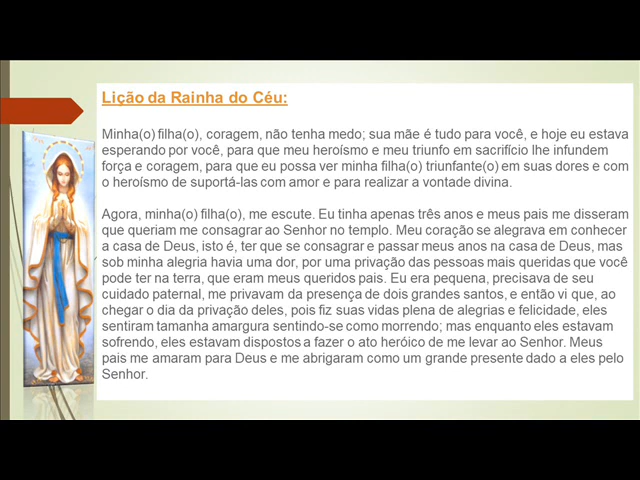 Lição da Rainha do Céu:
Minha(o) filha(o), coragem, não tenha medo; sua mãe é tudo para você, e hoje eu estava
esperando por você, para que meu heroísmo e meu triunfo em sacrifício lhe infundem
força e coragem, para que eu possa ver minha filha(o) triunfante(o) em suas dores e com
o heroísmo de suportá-las com amor e para realizar a vontade divina.
Agora, minha(o) filha(o), me escute. Eu tinha apenas três anos e meus pais me disseram
que queriam me consagrar ao Senhor no templo. Meu coração se alegrava em conhecer
a casa de Deus, isto é, ter que se consagrar e passar meus anos na casa de Deus, mas
sob minha alegria havia uma dor, por uma privação das pessoas mais queridas que você
pode ter na terra, que eram meus queridos pais. Eu era pequena, precisava de seu
cuidado paternal, me privavam da presença de dois grandes santos, e então vi que, ao
chegar o dia da privação deles, pois fiz suas vidas plena de alegrias e felicidade, eles
sentiram tamanha amargura sentindo-se como morrendo; mas enquanto eles estavam
sofrendo, eles estavam dispostos a fazer o ato heróico de me levar ao Senhor. Meus
pais me amaram para Deus e me abrigaram como um grande presente dado a eles pelo
Senhor.